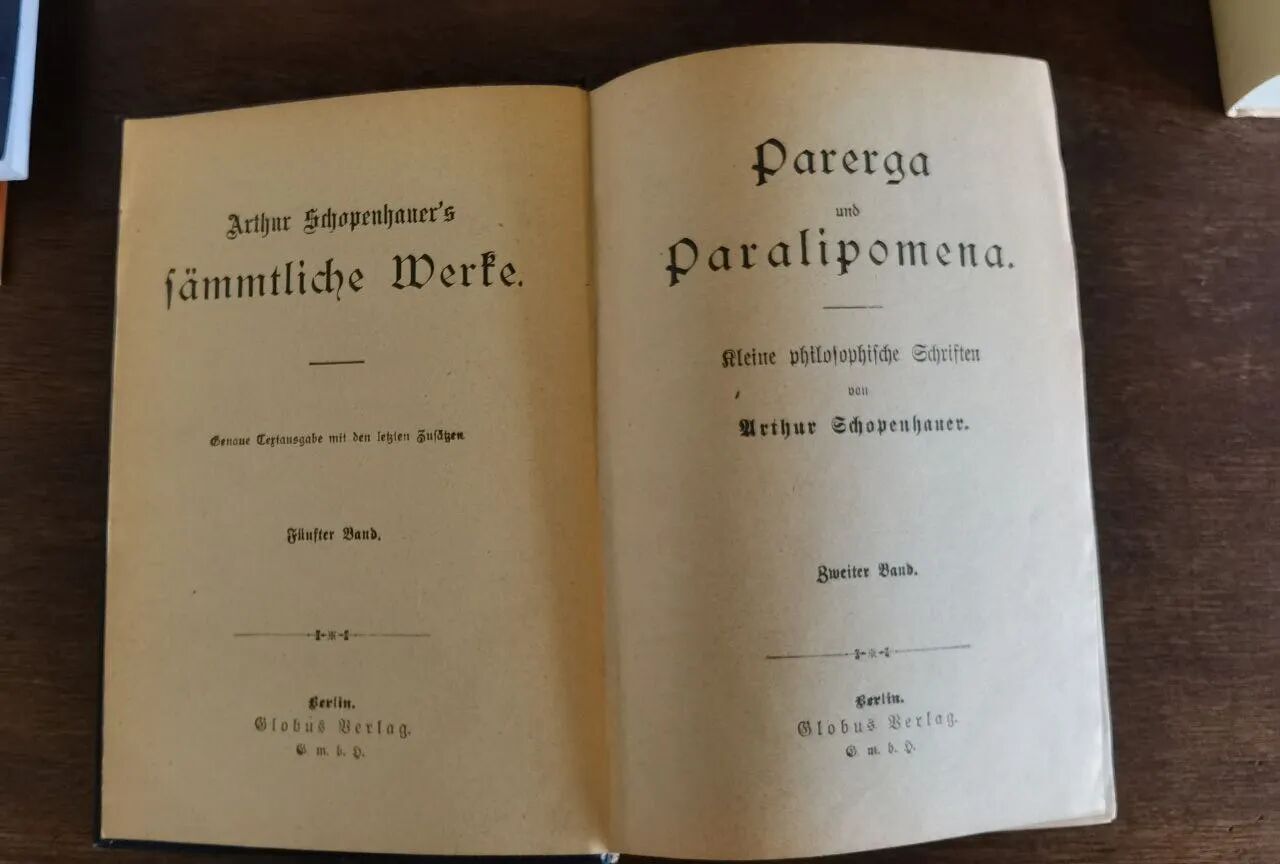 Arthur Schopenhauer's
sämmtliche Werke.
Genaue Textausgabe mit den letzten Zusätzen
Fünfter Band.
Berlin.
Globus Verlag.
G. m. b. H.
Parerga
und
Paralipomena.
Kleine philosophische Schriften
von
Arthur Schopenhauer.
Zweiter Band.
Berlin.
Globus Verlag.
G. m. b. H.